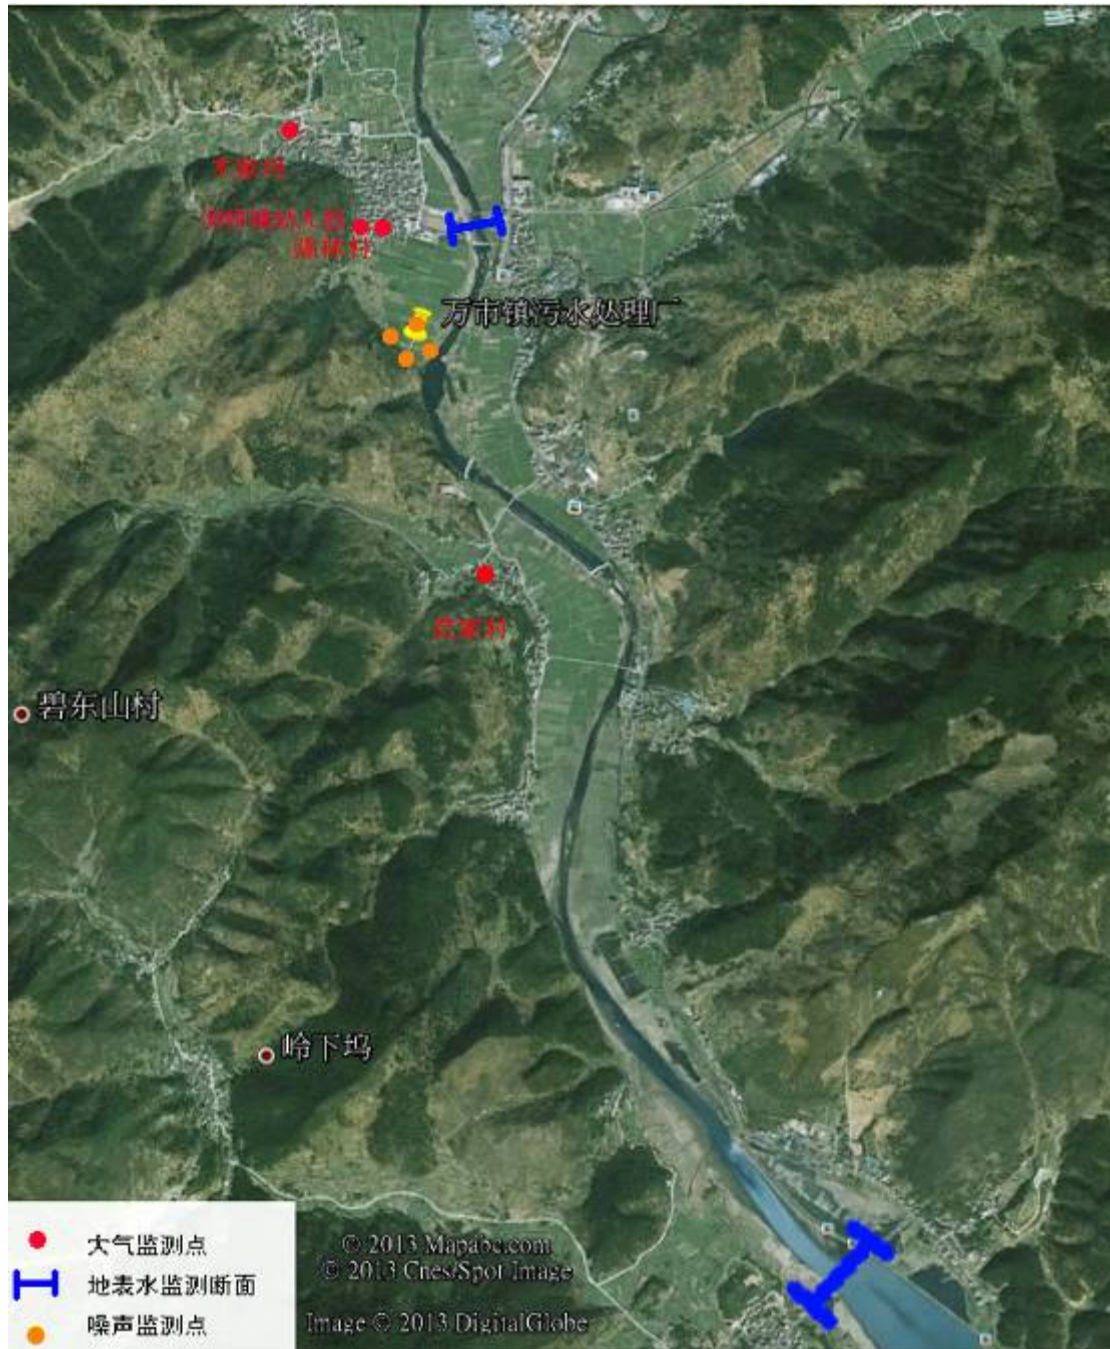 万市镇污水处理厂
碧东山村
岭下坞
大气监测点
地表水监测断面
噪声监测点
© 2013 Mapabc.com
© 2013 Cnes/Spot Image
Image © 2013 DigitalGlobe